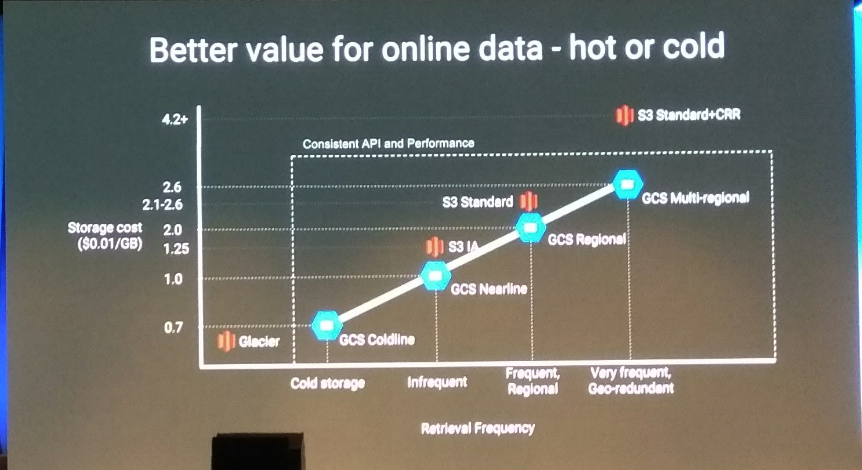 Better value for online data - hot or cold
4.2+
S3 Standard+CRR
Consistent API and Performance
2.6
2.1-2.6
S3 Standard
GCS Multi-regional
Storage cost
($0.01/GB)
2.0
GCS Regional
1.25
S3 IA
1.0
GCS Nearline
0.7
Glacier
GCS Coldline
Cold storage
Infrequent
Frequent,
Regional
Very frequent,
Geo-redundant
Retrieval Frequency